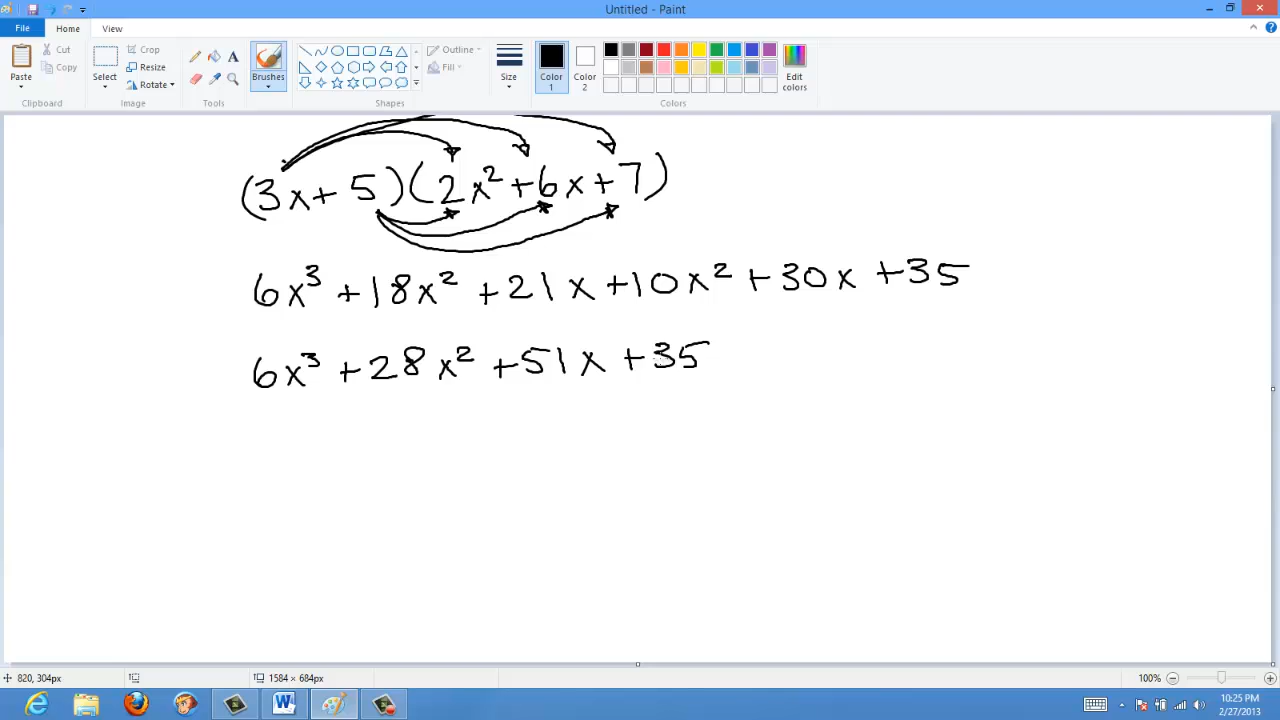 Untitled - Paint
File Home View
Paste Cut Copy Clipboard
Select Crop Resize Rotate Image
Tools
Brushes
Shapes Outline Fill
Size
Color 1 Color 2 Edit colors Colors
(3x+5)(2x²+6x+7)
6x³+18x²+21x+10x²+30x+35
6x³+28x²+51x+35
820, 304px 1584 × 684px 100%
10:25 PM
2/27/2013